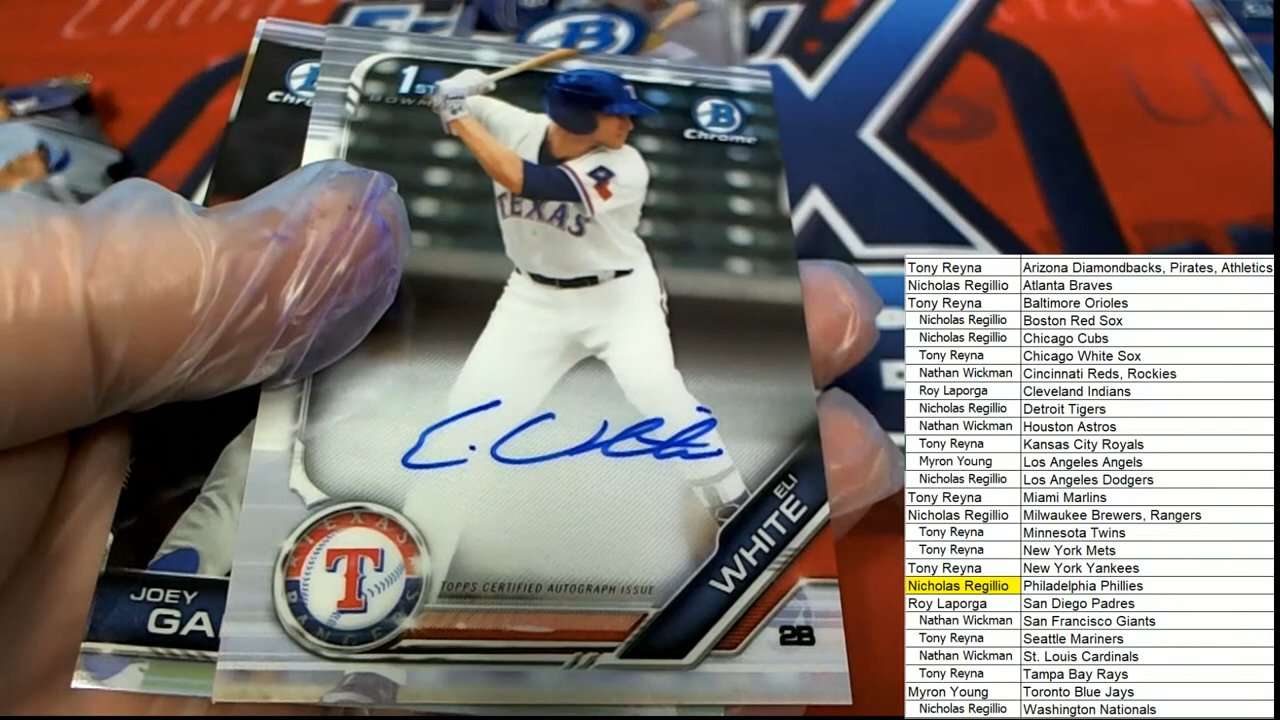 1ST
BOWMAN
B
Chrome
TEXAS
E. White
ELI
WHITE
TEXAS
T
RANGERS
TOPPS CERTIFIED AUTOGRAPH ISSUE
2B
JOEY
GA
Tony Reyna Arizona Diamondbacks, Pirates, Athletics
Nicholas Regillio Atlanta Braves
Tony Reyna Baltimore Orioles
Nicholas Regillio Boston Red Sox
Nicholas Regillio Chicago Cubs
Tony Reyna Chicago White Sox
Nathan Wickman Cincinnati Reds, Rockies
Roy Laporga Cleveland Indians
Nicholas Regillio Detroit Tigers
Nathan Wickman Houston Astros
Tony Reyna Kansas City Royals
Myron Young Los Angeles Angels
Nicholas Regillio Los Angeles Dodgers
Tony Reyna Miami Marlins
Nicholas Regillio Milwaukee Brewers, Rangers
Tony Reyna Minnesota Twins
Tony Reyna New York Mets
Tony Reyna New York Yankees
Nicholas Regillio Philadelphia Phillies
Roy Laporga San Diego Padres
Nathan Wickman San Francisco Giants
Tony Reyna Seattle Mariners
Nathan Wickman St. Louis Cardinals
Tony Reyna Tampa Bay Rays
Myron Young Toronto Blue Jays
Nicholas Regillio Washington Nationals